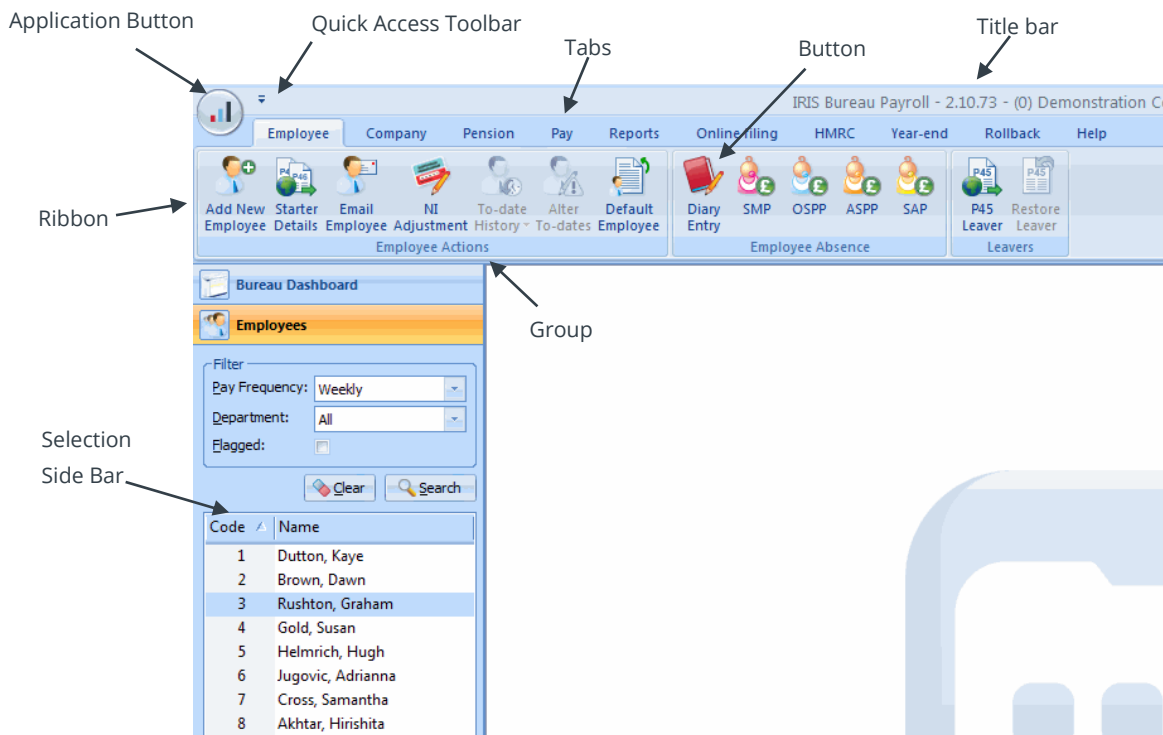 Application Button
Quick Access Toolbar
Tabs
Button
Title bar
IRIS Bureau Payroll - 2.10.73 - (0) Demonstration C
Employee Company Pension Pay Reports Online filing HMRC Year-end Rollback Help
P45 P46 P45 P45
Add New Starter Email NI To-date Alter Default Diary SMP OSPP ASPP SAP P45 Restore
Employee Details Employee Adjustment History To-dates Employee Entry Leaver Leaver
Employee Actions Employee Absence Leavers
Ribbon
Bureau Dashboard
Employees
Group
Filter
Pay Frequency: Weekly
Department: All
Flagged:
Selection
Side Bar
Clear Search
Code Name
1 Dutton, Kaye
2 Brown, Dawn
3 Rushton, Graham
4 Gold, Susan
5 Helmrich, Hugh
6 Jugovic, Adrianna
7 Cross, Samantha
8 Akhtar, Hirishita